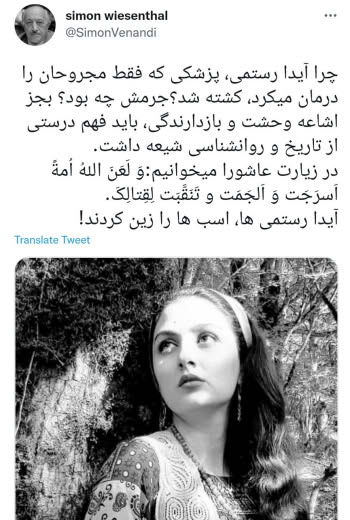 simon wiesenthal
@SimonVenandi
چرا آیدا رستمی، پزشکی که فقط مجروحان را
درمان میکرد، کشته شد؟جرمش چه بود؟ بجز
اشاعه وحشت و بازدارندگی، باید فهم درستی
از تاریخ و روانشناسی شیعه داشت.
در زیارت عاشورا میخوانیم:وَ لَعَنَ اللهُ اُمةً
اَسرَجَت وَ اَلجَمَت و تَنَقَّبَت لِقِتالِکَ.
آیدا رستمی ها، اسب ها را زین کردند!
Translate Tweet